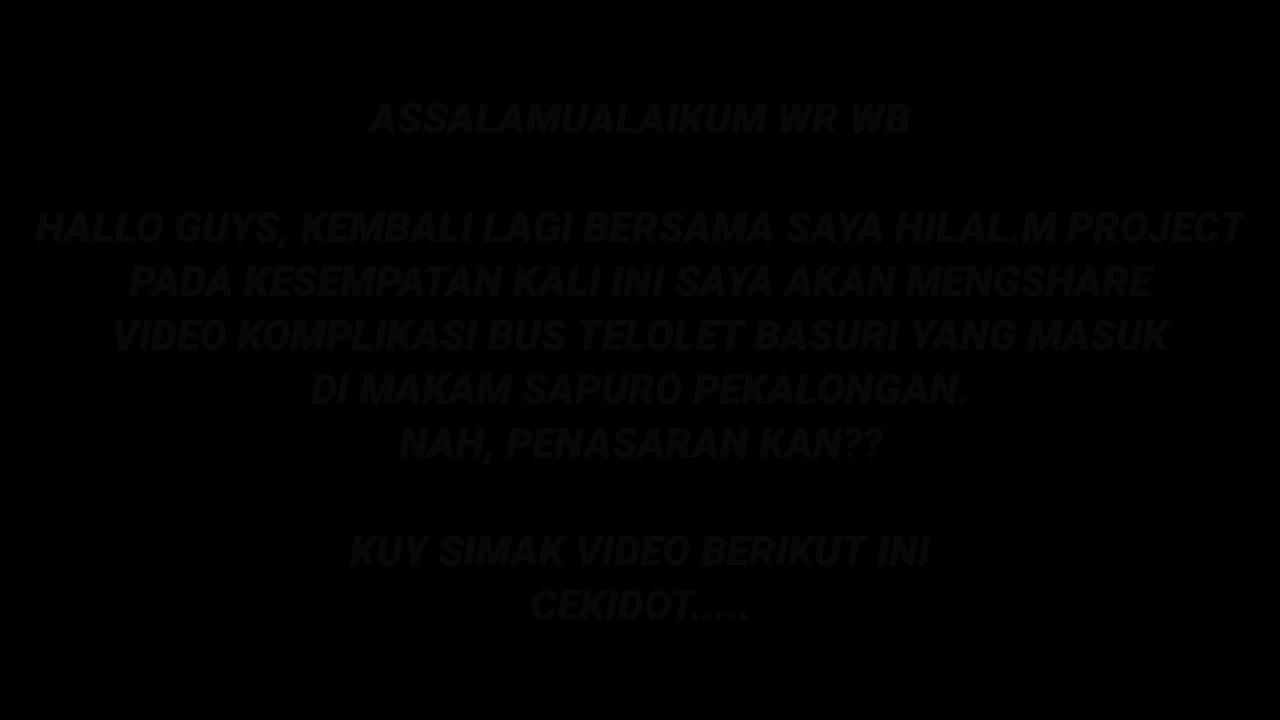 ASSALAMUALAIKUM WR WB
HALLO GUYS, KEMBALI LAGI BERSAMA SAYA HILAL.M PROJECT
PADA KESEMPATAN KALI INI SAYA AKAN MENGSHARE
VIDEO KOMPLIKASI BUS TELOLET BASURI YANG MASUK
DI MAKAM SAPURO PEKALONGAN.
NAH, PENASARAN KAN??
KUY SIMAK VIDEO BERIKUT INI
CEKIDOT.....